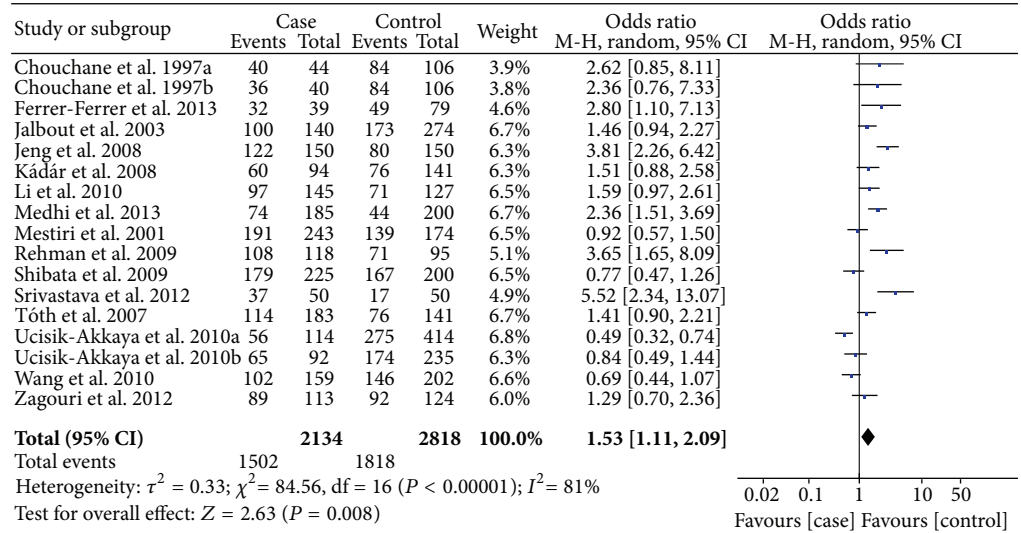 Study or subgroup Case Control Weight Odds ratio Odds ratio
Events Total Events Total M-H, random, 95% CI M-H, random, 95% CI
Chouchane et al. 1997a 40 44 84 106 3.9% 2.62 [0.85, 8.11]
Chouchane et al. 1997b 36 40 84 106 3.8% 2.36 [0.76, 7.33]
Ferrer-Ferrer et al. 2013 32 39 49 79 4.6% 2.80 [1.10, 7.13]
Jalbout et al. 2003 100 140 173 274 6.7% 1.46 [0.94, 2.27]
Jeng et al. 2008 122 150 80 150 6.3% 3.81 [2.26, 6.42]
Kádár et al. 2008 60 94 76 141 6.3% 1.51 [0.88, 2.58]
Li et al. 2010 97 145 71 127 6.5% 1.59 [0.97, 2.61]
Medhi et al. 2013 74 185 44 200 6.7% 2.36 [1.51, 3.69]
Mestiri et al. 2001 191 243 139 174 6.5% 0.92 [0.57, 1.50]
Rehman et al. 2009 108 118 71 95 5.1% 3.65 [1.65, 8.09]
Shibata et al. 2009 179 225 167 200 6.5% 0.77 [0.47, 1.26]
Srivastava et al. 2012 37 50 17 50 4.9% 5.52 [2.34, 13.07]
Tóth et al. 2007 114 183 76 141 6.7% 1.41 [0.90, 2.21]
Ucisik-Akkaya et al. 2010a 56 114 275 414 6.8% 0.49 [0.32, 0.74]
Ucisik-Akkaya et al. 2010b 65 92 174 235 6.3% 0.84 [0.49, 1.44]
Wang et al. 2010 102 159 146 202 6.6% 0.69 [0.44, 1.07]
Zagouri et al. 2012 89 113 92 124 6.0% 1.29 [0.70, 2.36]
Total (95% CI) 2134 2818 100.0% 1.53 [1.11, 2.09]
Total events 1502 1818
Heterogeneity: τ² = 0.33; χ² = 84.56, df = 16 (P < 0.00001); I² = 81%
Test for overall effect: Z = 2.63 (P = 0.008)
0.02 0.1 1 10 50
Favours [case] Favours [control]